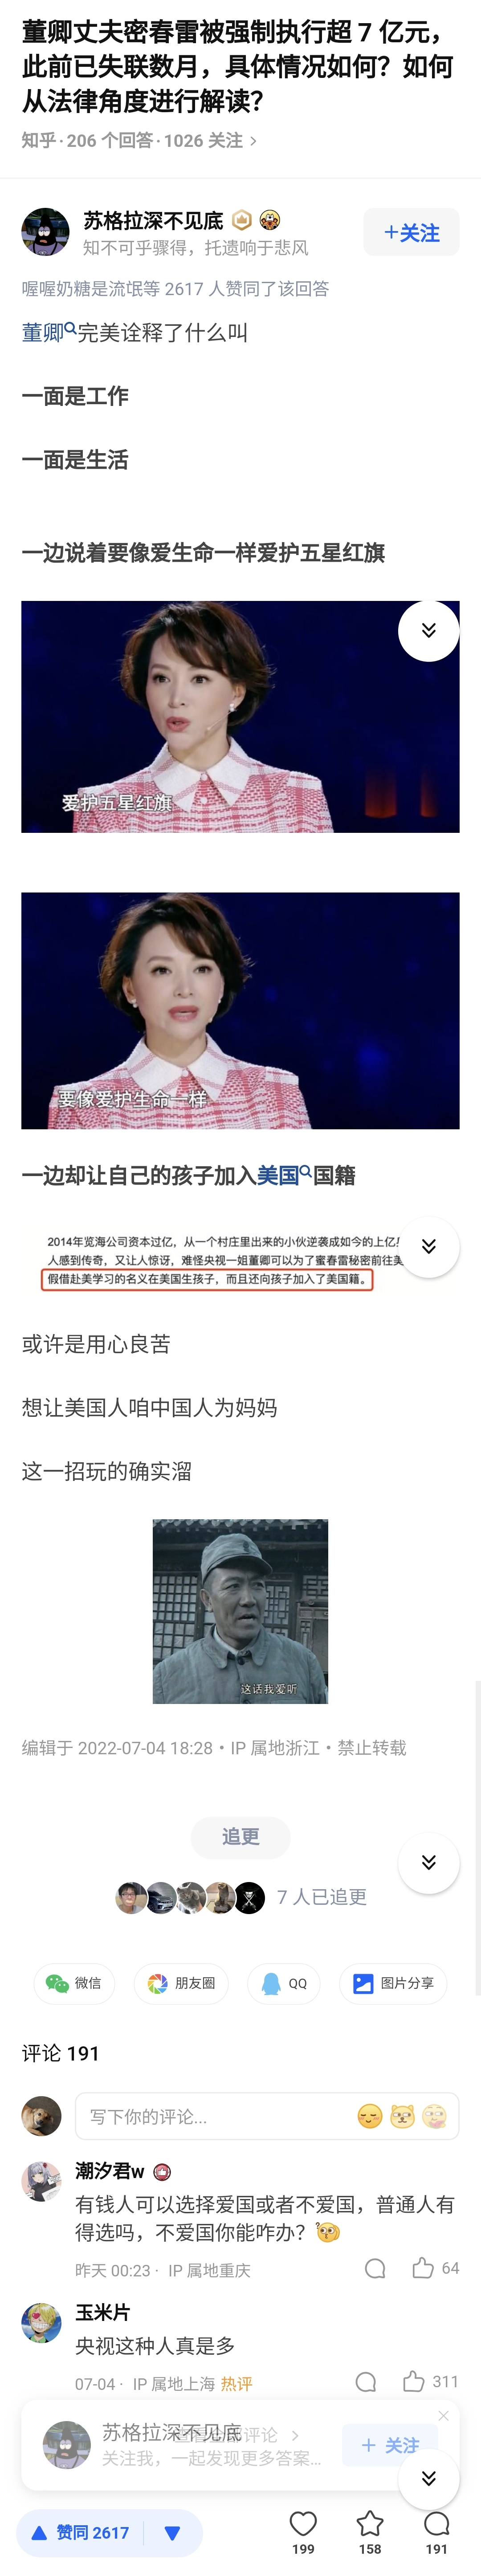 董卿丈夫密春雷被强制执行超 7 亿元，
此前已失联数月，具体情况如何？如何
从法律角度进行解读？
知乎 · 206 个回答 · 1026 关注 >
苏格拉深不见底
+关注
知不可乎骤得，托遗响于悲风
喔喔奶糖是流氓等 2617 人赞同了该回答
董卿完美诠释了什么叫
一面是工作
一面是生活
一边说着要像爱生命一样爱护五星红旗
爱护五星红旗
要像爱护生命一样
一边却让自己的孩子加入美国国籍
2014年览海公司资本过亿，从一个村庄里出来的小伙逆袭成如今的上亿
人感到传奇，又让人惊讶，难怪央视一姐董卿可以为了蜜春雷秘密前往美
假借赴美学习的名义在美国生孩子，而且还向孩子加入了美国籍。
或许是用心良苦
想让美国人咱中国人为妈妈
这一招玩的确实溜
这话我爱听
编辑于 2022-07-04 18:28 · IP 属地浙江 · 禁止转载
追更
7 人已追更
微信
朋友圈
QQ
图片分享
评论 191
写下你的评论...
潮汐君w
有钱人可以选择爱国或者不爱国，普通人有
得选吗，不爱国你能咋办？
昨天 00:23 · IP 属地重庆
64
玉米片
央视这种人真是多
07-04 · IP 属地上海 热评
311
苏格拉深不见底
评论 >
关注我，一起发现更多答案...
+ 关注
赞同 2617
199
158
191